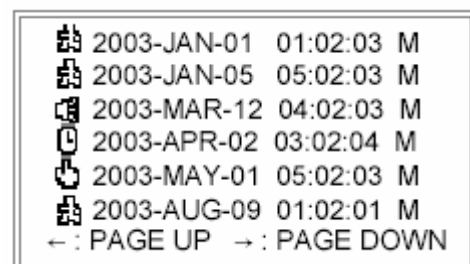 2003-JAN-01 01:02:03 M
2003-JAN-05 05:02:03 M
2003-MAR-12 04:02:03 M
2003-APR-02 03:02:04 M
2003-MAY-01 05:02:03 M
2003-AUG-09 01:02:01 M
←: PAGE UP →: PAGE DOWN